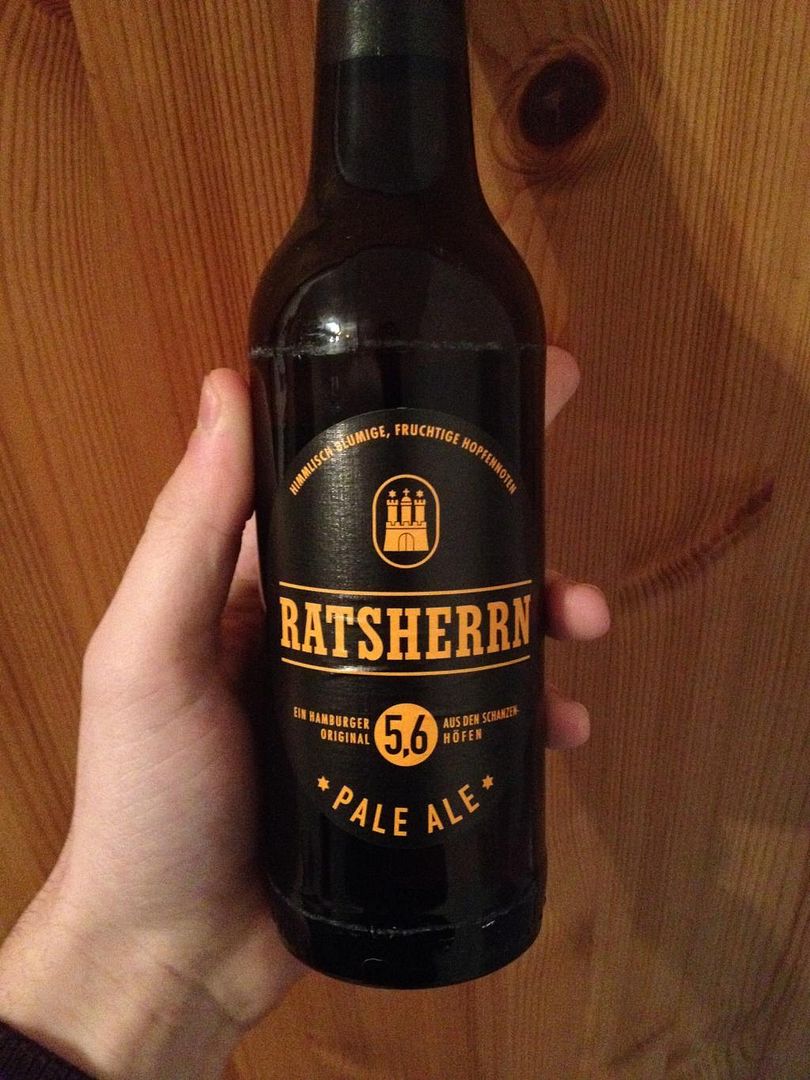 HIMMLISCH BLUMIGE, FRUCHTIGE HOPFENNOTEN
RATSHERRN
EIN HAMBURGER
ORIGINAL
5,6
AUS DEN SCHANZEN-
HÖFEN
PALE ALE